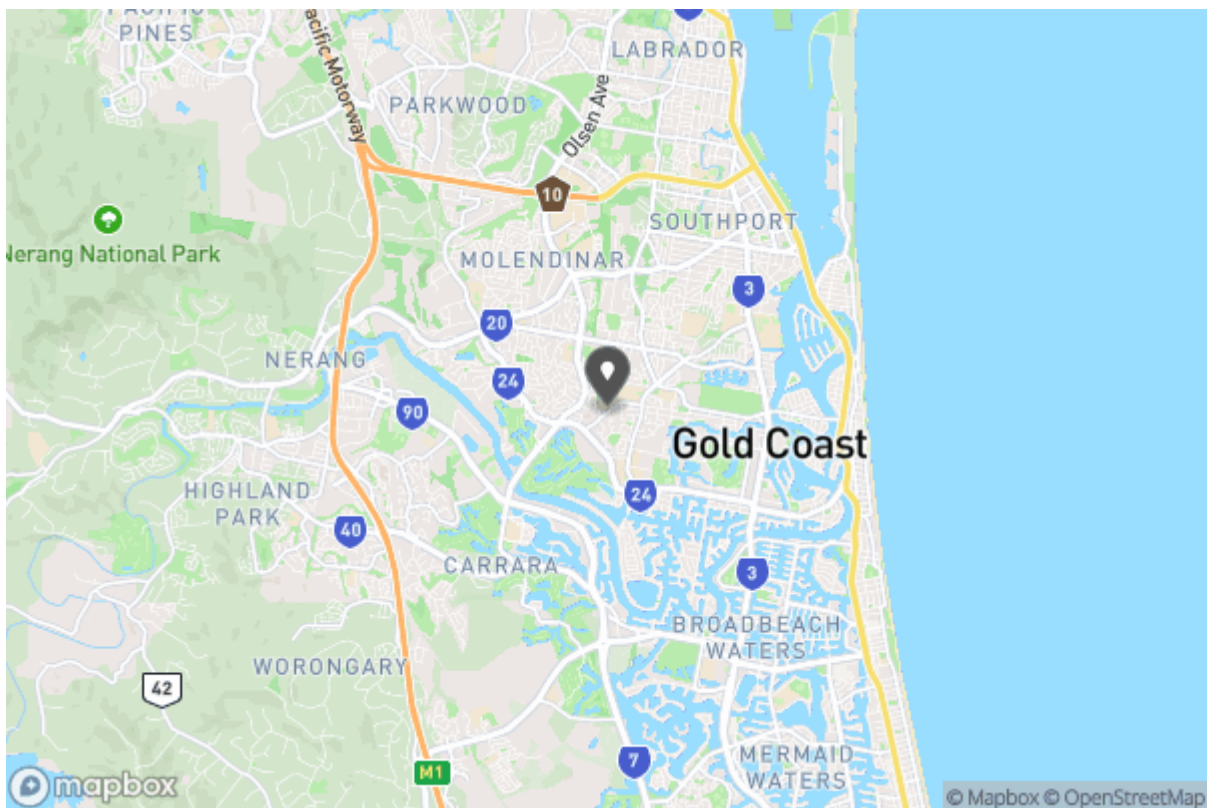 PACIFIC
PINES
Pacific Motorway
LABRADOR
Olsen Ave
PARKWOOD
10
SOUTHPORT
Nerang National Park
MOLENDINAR
3
20
NERANG
24
90
Gold Coast
HIGHLAND
PARK
24
40
CARRARA
3
BROADBEACH
WATERS
WORONGARY
42
7
MERMAID
WATERS
M1
mapbox
© Mapbox © OpenStreetMap